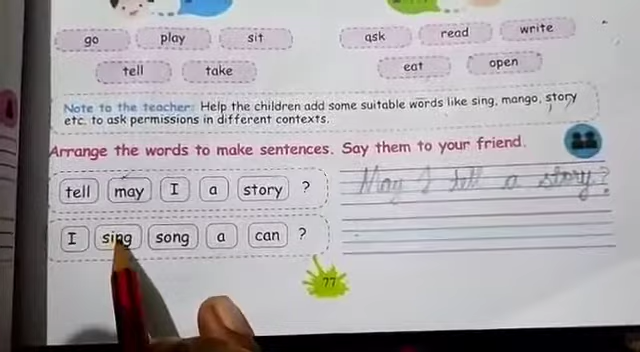 go play sit ask read write
tell take eat open
Note to the teacher: Help the children add some suitable words like sing, mango, story
etc. to ask permissions in different contexts.
Arrange the words to make sentences. Say them to your friend.
tell may I a story ? May I tell a story?
I sing song a can ?
77